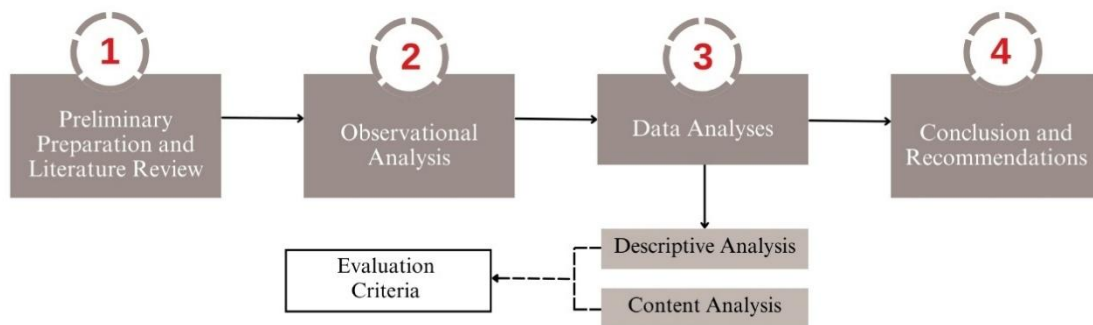 1
Preliminary
Preparation and
Literature Review
2
Observational
Analysis
3
Data Analyses
4
Conclusion and
Recommendations
Descriptive Analysis
Content Analysis
Evaluation
Criteria